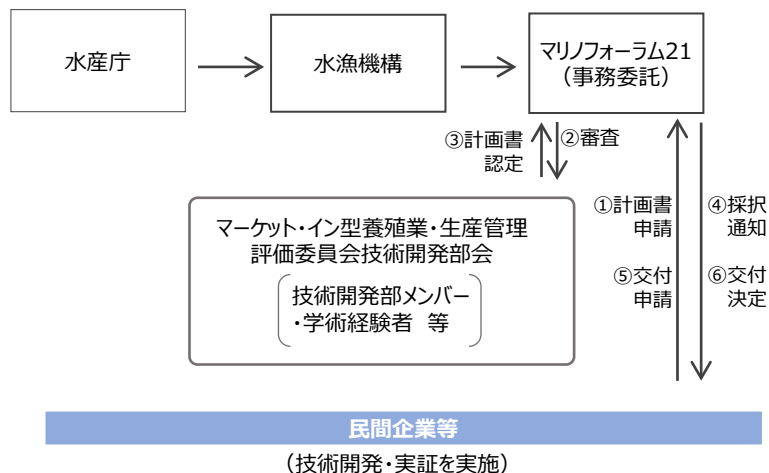 水産庁
水漁機構
マリノフォーラム21
（事務委託）
③計画書
認定
②審査
マーケット・イン型養殖業・生産管理
評価委員会技術開発部会
技術開発部メンバー
・学術経験者 等
①計画書
申請
④採択
通知
⑤交付
申請
⑥交付
決定
民間企業等
（技術開発・実証を実施）